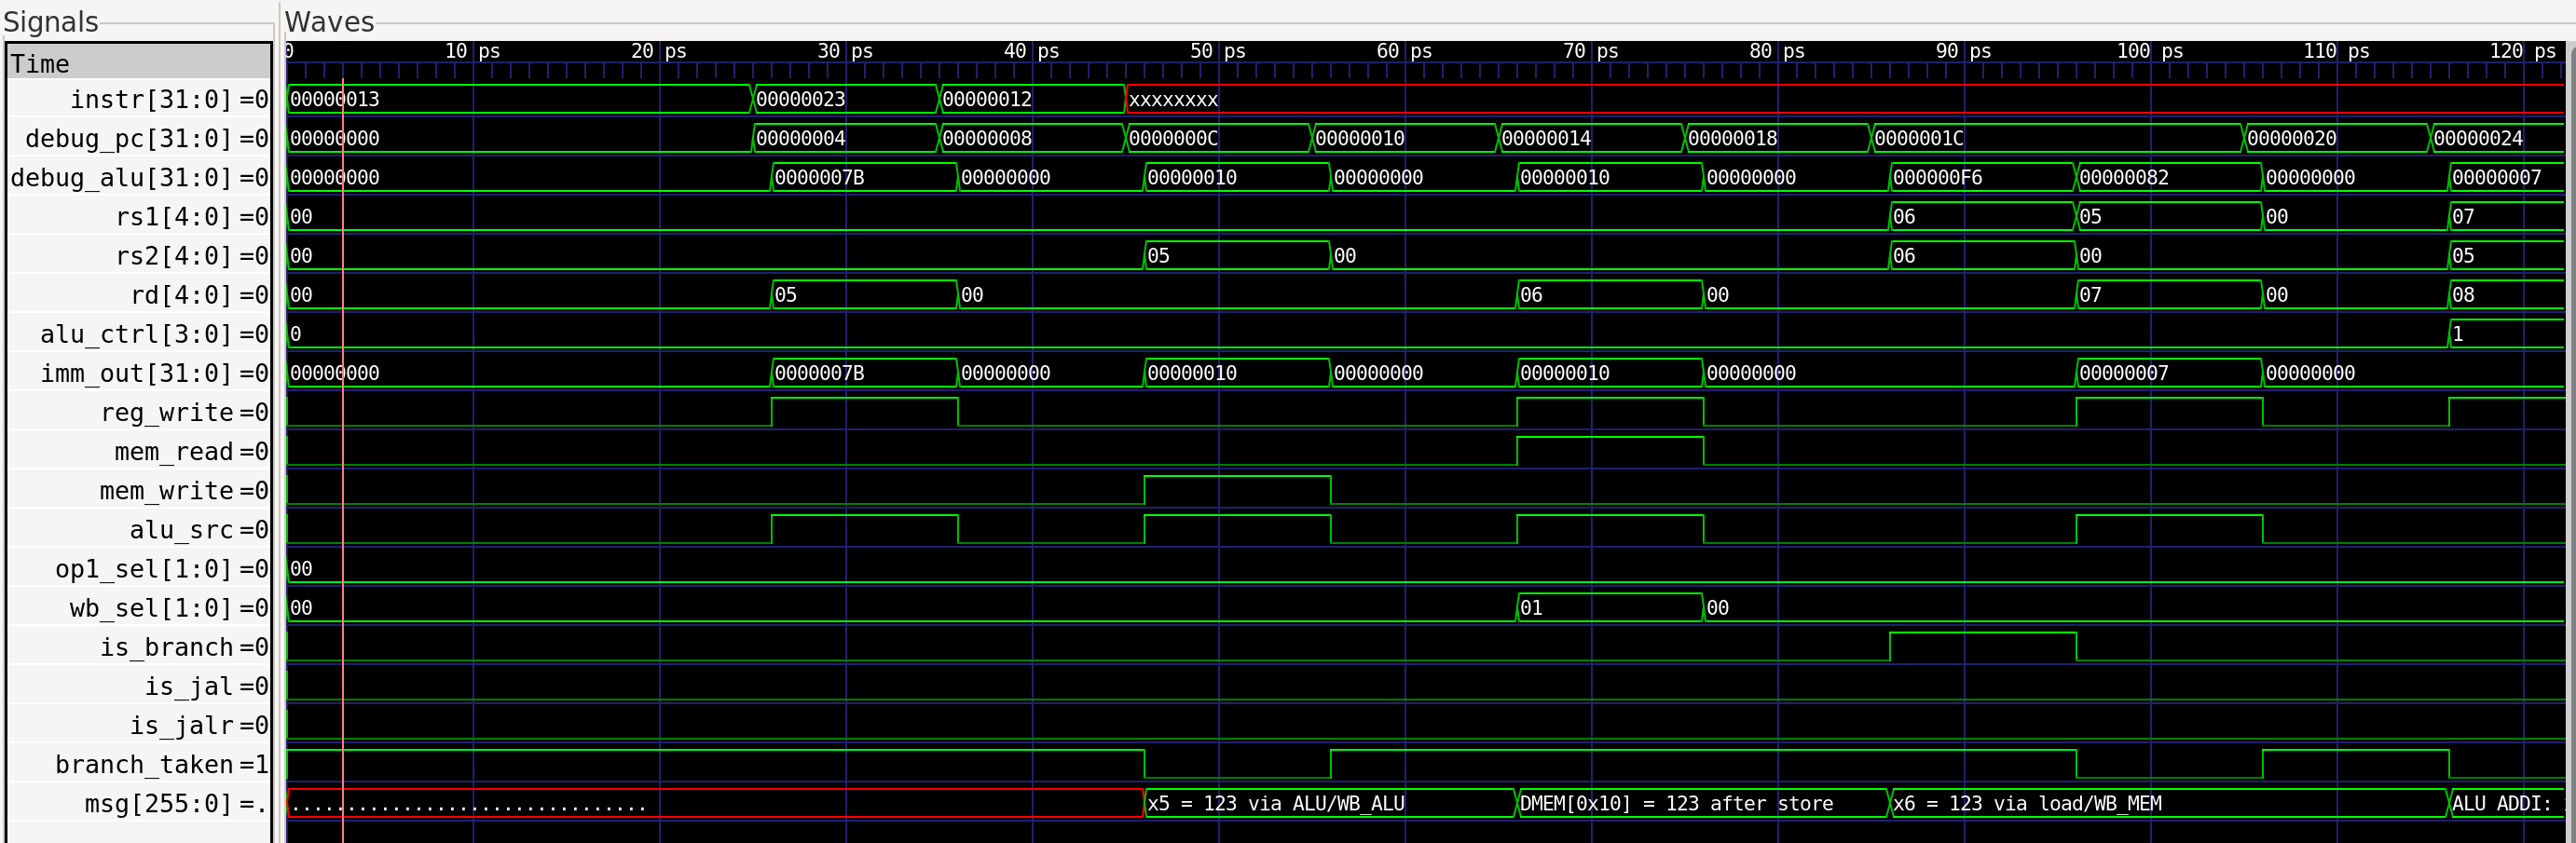 Signals Waves
Time 0 10 ps 20 ps 30 ps 40 ps 50 ps 60 ps 70 ps 80 ps 90 ps 100 ps 110 ps 120 ps
instr[31:0] =0 00000013 00000023 00000012 xxxxxxxx
debug_pc[31:0] =0 00000000 00000004 00000008 0000000C 00000010 00000014 00000018 0000001C 00000020 00000024
debug_alu[31:0] =0 00000000 0000007B 00000000 00000010 00000000 00000010 00000000 000000F6 00000082 00000000 00000007
rs1[4:0] =0 00 06 05 00 07
rs2[4:0] =0 00 05 00 06 00 05
rd[4:0] =0 00 05 00 06 00 07 00 08
alu_ctrl[3:0] =0 0 1
imm_out[31:0] =0 00000000 0000007B 00000000 00000010 00000000 00000010 00000000 00000007 00000000
reg_write =0
mem_read =0
mem_write =0
alu_src =0
op1_sel[1:0] =0 00
wb_sel[1:0] =0 00 01 00
is_branch =0
is_jal =0
is_jalr =0
branch_taken =1
msg[255:0] =. ................................ x5 = 123 via ALU/WB_ALU DMEM[0x10] = 123 after store x6 = 123 via load/WB_MEM ALU ADDI: